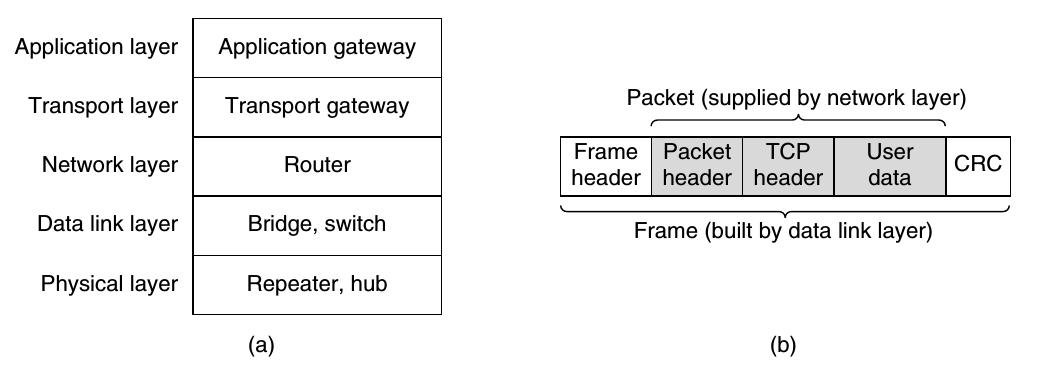 Application layer Application gateway
Transport layer Transport gateway
Network layer Router
Data link layer Bridge, switch
Physical layer Repeater, hub
(a)
Packet (supplied by network layer)
Frame header
Packet header
TCP header
User data
CRC
Frame (built by data link layer)
(b)